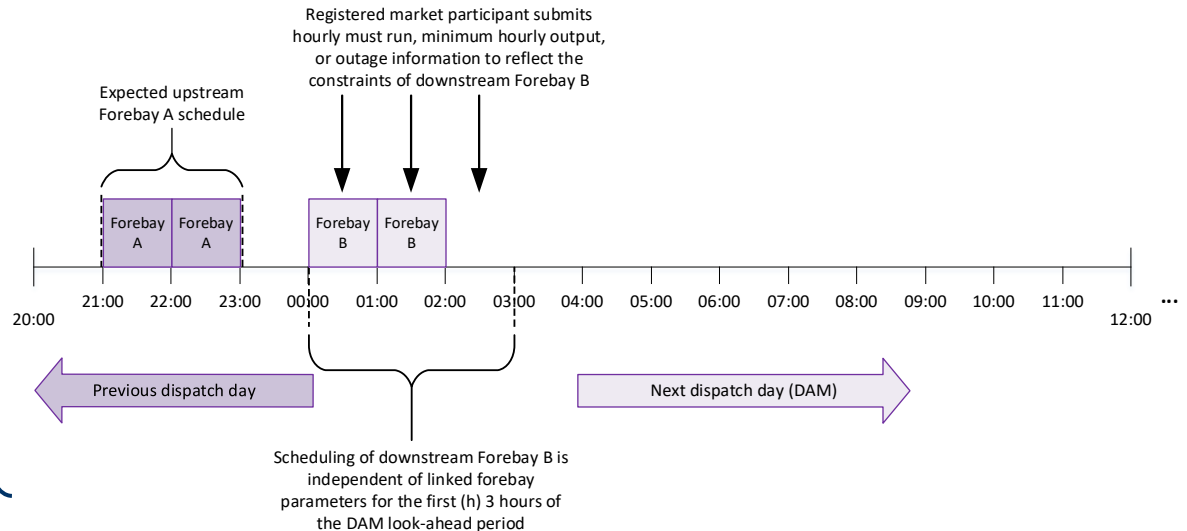 Registered market participant submits
hourly must run, minimum hourly output,
or outage information to reflect the
constraints of downstream Forebay B
Expected upstream
Forebay A schedule
Forebay
A
Forebay
A
Forebay
B
Forebay
B
20:00
21:00
22:00
23:00
00:00
01:00
02:00
03:00
04:00
05:00
06:00
07:00
08:00
09:00
10:00
11:00
12:00
...
Previous dispatch day
Next dispatch day (DAM)
Scheduling of downstream Forebay B is
independent of linked forebay
parameters for the first (h) 3 hours of
the DAM look-ahead period